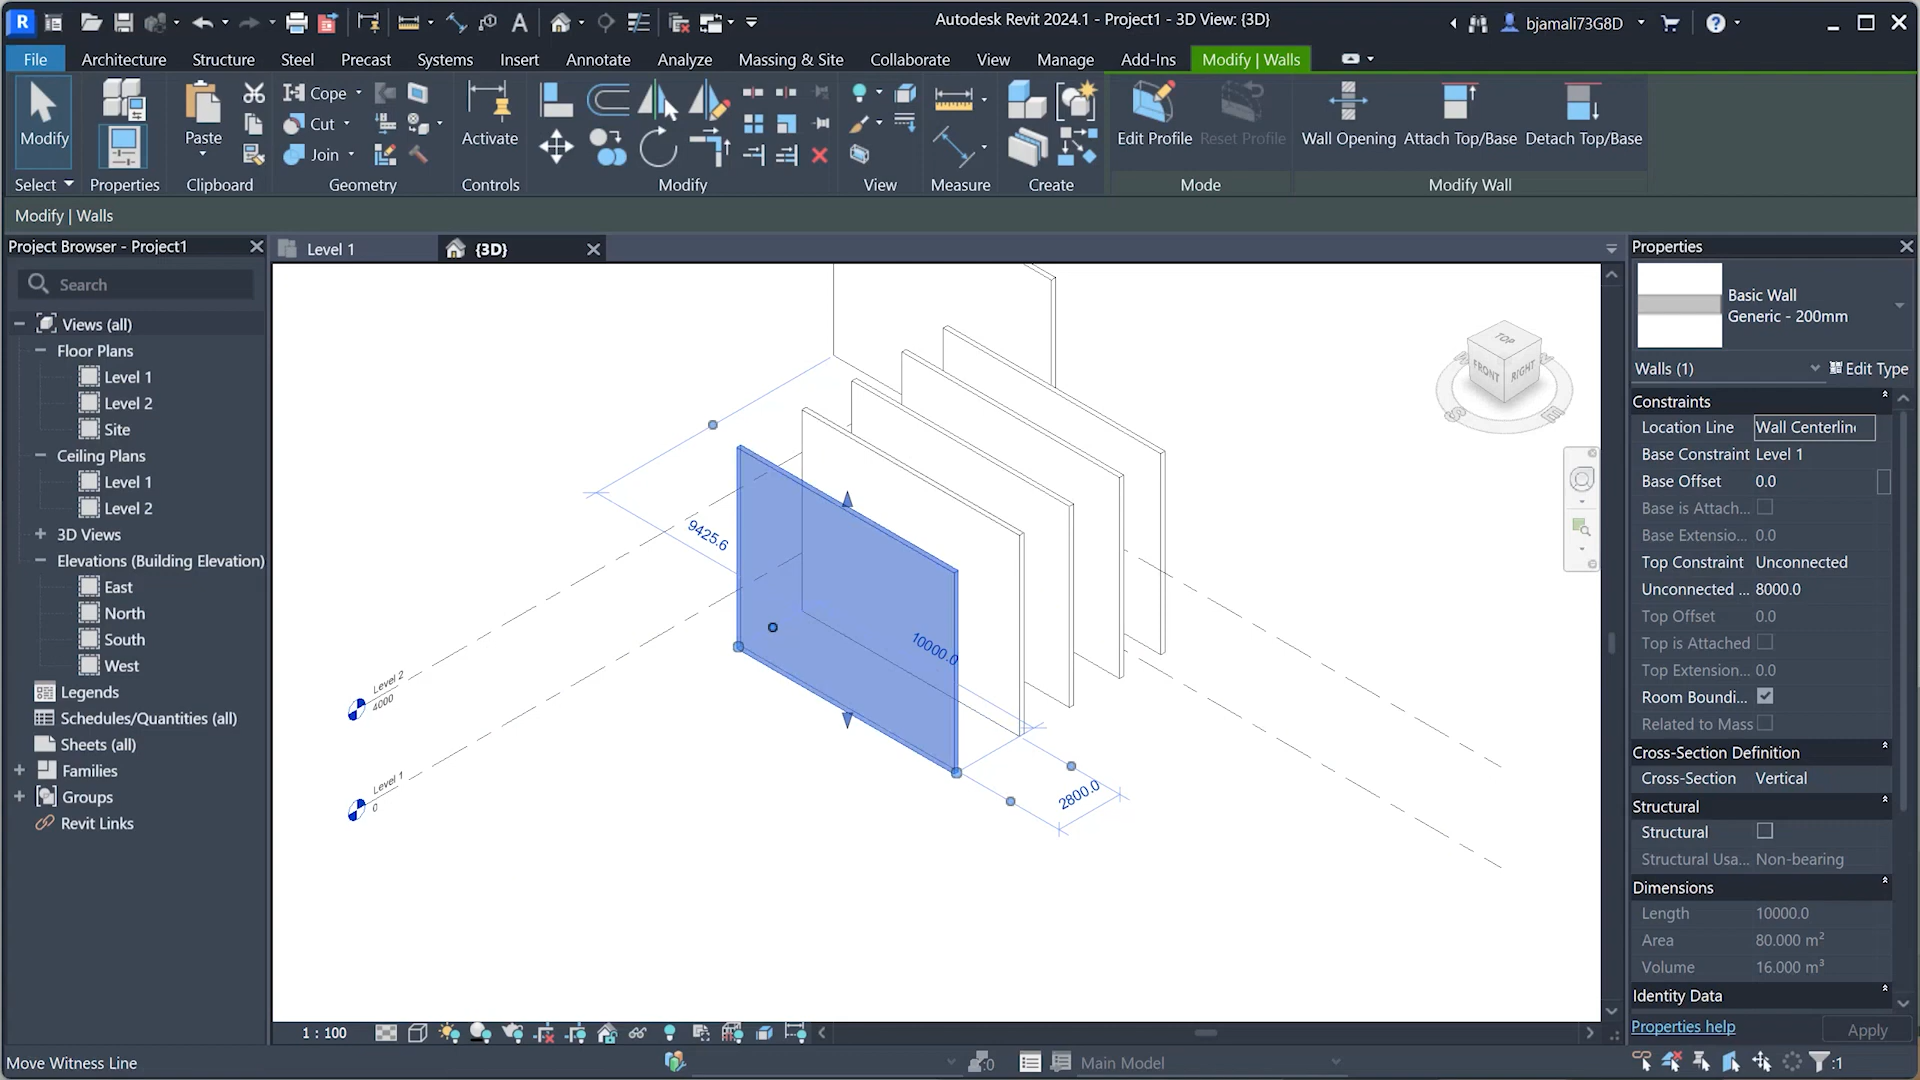 Autodesk Revit 2024.1 - Project1 - 3D View: {3D}
bjamali73G8D
File Architecture Structure Steel Precast Systems Insert Annotate Analyze Massing & Site Collaborate View Manage Add-Ins Modify | Walls
Modify
Paste
Cope
Cut
Join
Activate
Edit Profile
Reset Profile
Wall Opening
Attach Top/Base
Detach Top/Base
Select Properties Clipboard Geometry Controls Modify View Measure Create Mode Modify Wall
Modify | Walls
Project Browser - Project1
Search
Views (all)
Floor Plans
Level 1
Level 2
Site
Ceiling Plans
Level 1
Level 2
3D Views
Elevations (Building Elevation)
East
North
South
West
Legends
Schedules/Quantities (all)
Sheets (all)
Families
Groups
Revit Links
Level 1
{3D}
TOP
FRONT
RIGHT
S
E
9425.6
10000.0
2800.0
Level 2
4000
Level 1
0
Properties
Basic Wall
Generic - 200mm
Walls (1)
Edit Type
Constraints
Location Line Wall Centerlin
Base Constraint Level 1
Base Offset 0.0
Base is Attach...
Base Extensio... 0.0
Top Constraint Unconnected
Unconnected ... 8000.0
Top Offset 0.0
Top is Attached
Top Extension... 0.0
Room Boundi...
Related to Mass
Cross-Section Definition
Cross-Section Vertical
Structural
Structural
Structural Usa... Non-bearing
Dimensions
Length 10000.0
Area 80.000 m²
Volume 16.000 m³
Identity Data
Properties help
Apply
1 : 100
Move Witness Line
:0
Main Model
:1